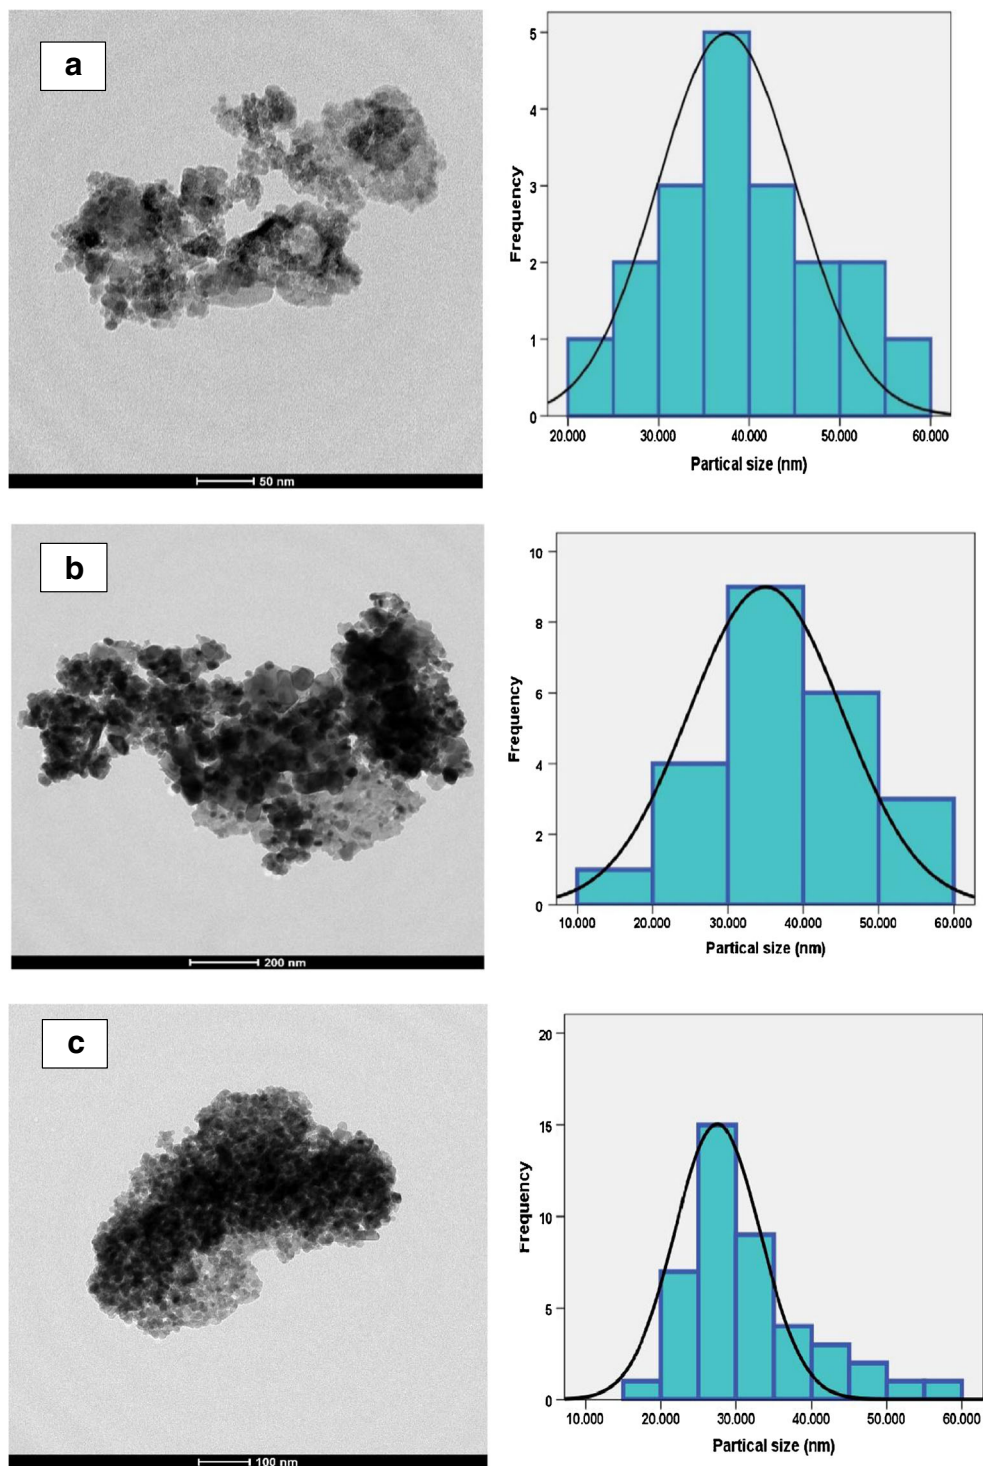 a
5
4
3
2
1
0
Frequency
20.000 30.000 40.000 50.000 60.000
Partical size (nm)
50 nm
b
10
8
6
4
2
0
Frequency
10.000 20.000 30.000 40.000 50.000 60.000
Partical size (nm)
200 nm
c
20
15
10
5
0
Frequency
10.000 20.000 30.000 40.000 50.000 60.000
Partical size (nm)
100 nm